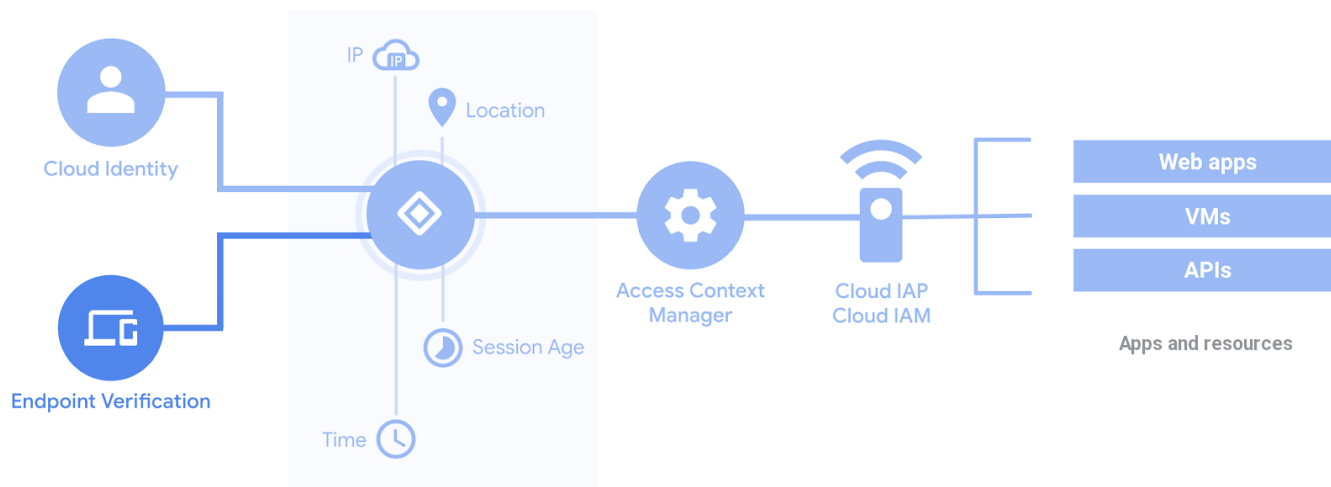 IP
IP
Location
Cloud Identity
Session Age
Time
Endpoint Verification
Access Context
Manager
Cloud IAP
Cloud IAM
Web apps
VMs
APIs
Apps and resources